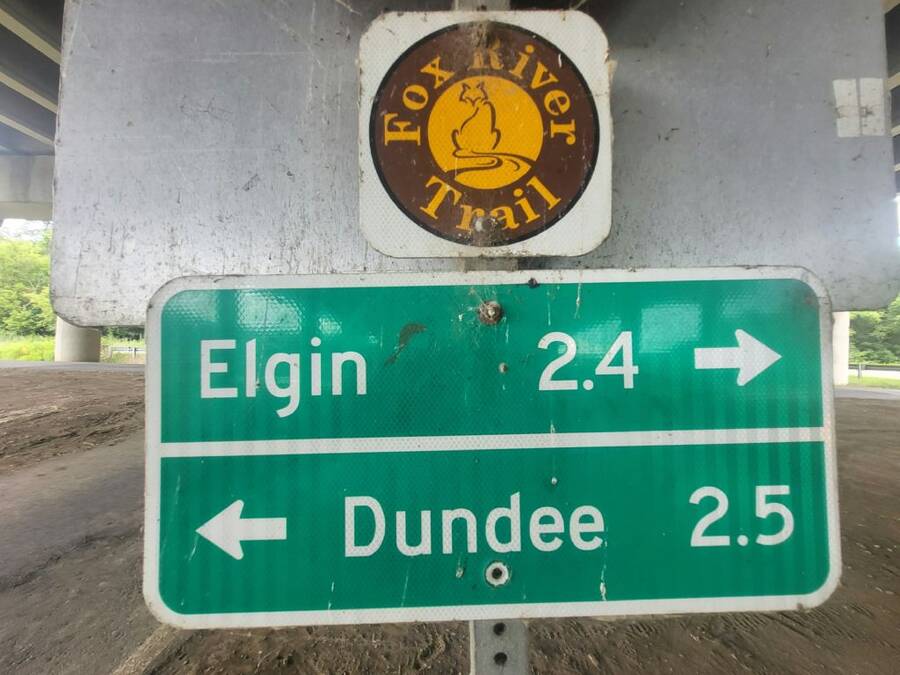 Fox River
Trail
Elgin 2.4
Dundee 2.5